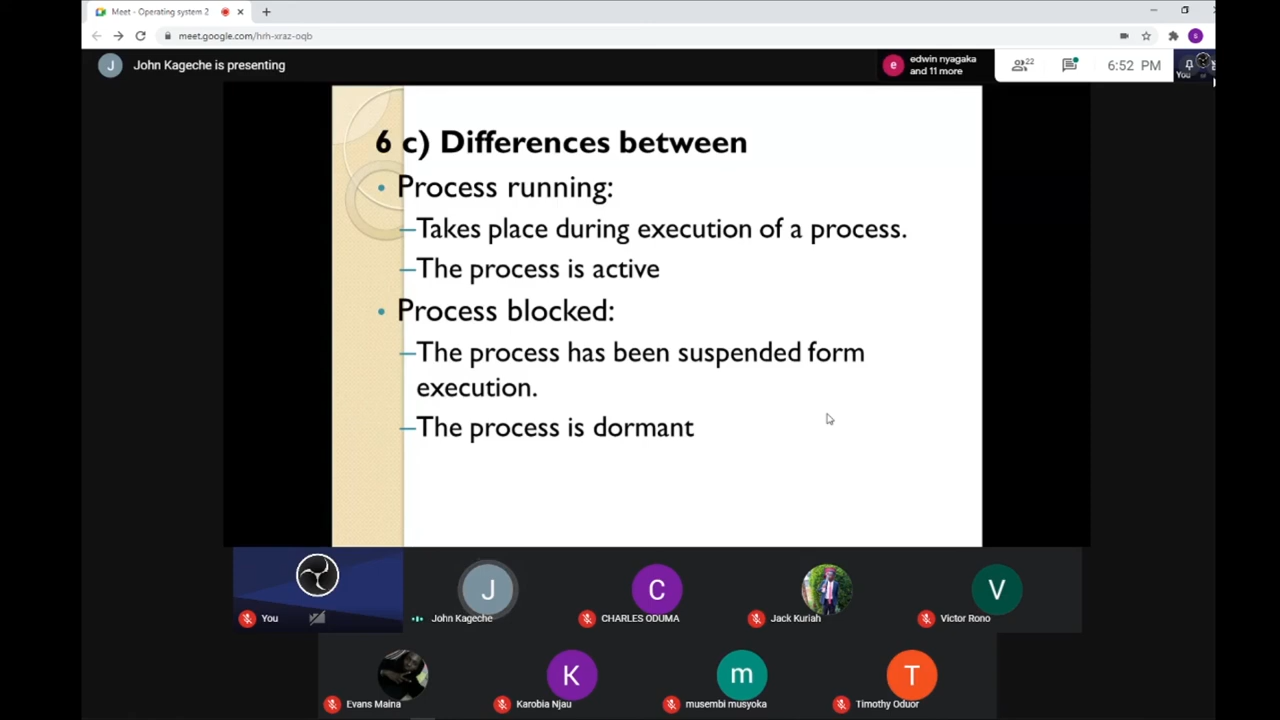 Meet - Operating system 2
meet.google.com/hrh-xraz-oqb
J
John Kageche is presenting
e
edwin nyagaka
and 11 more
22
6:52 PM
You
S
6 c) Differences between
• Process running:
–Takes place during execution of a process.
–The process is active
• Process blocked:
–The process has been suspended form
execution.
–The process is dormant
You
J
John Kageche
C
CHARLES ODUMA
Jack Kuriah
V
Victor Rono
Evans Maina
K
Karobia Njau
m
musembi musyoka
T
Timothy Oduor